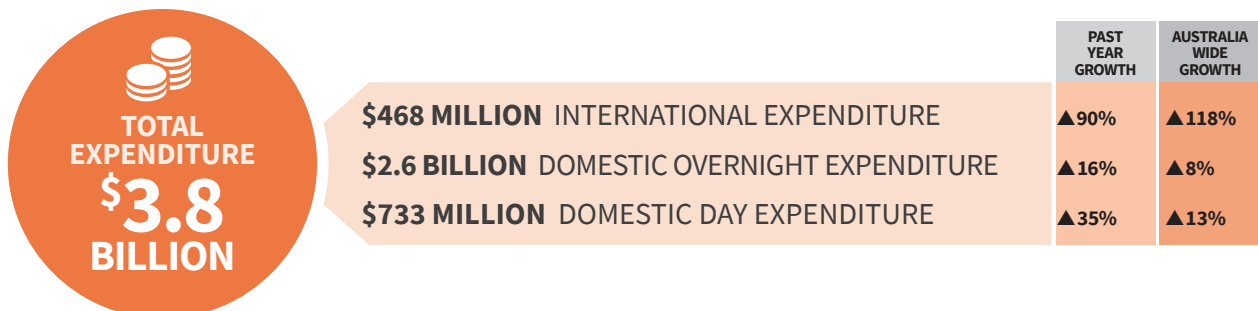 TOTAL
EXPENDITURE
$3.8
BILLION
PAST
YEAR
GROWTH
AUSTRALIA
WIDE
GROWTH
$468 MILLION INTERNATIONAL EXPENDITURE ▲90% ▲118%
$2.6 BILLION DOMESTIC OVERNIGHT EXPENDITURE ▲16% ▲8%
$733 MILLION DOMESTIC DAY EXPENDITURE ▲35% ▲13%